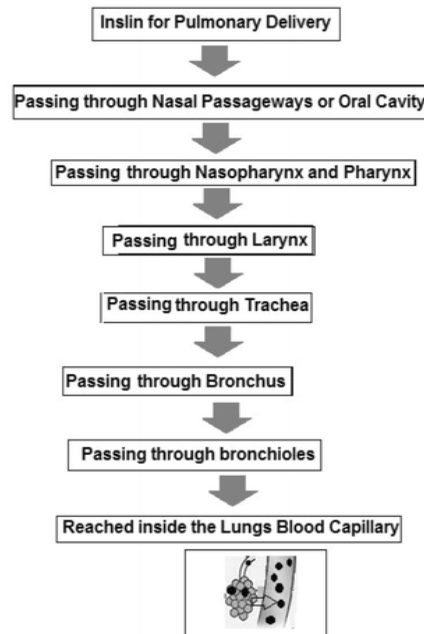 Inslin for Pulmonary Delivery
Passing through Nasal Passageways or Oral Cavity
Passing through Nasopharynx and Pharynx
Passing through Larynx
Passing through Trachea
Passing through Bronchus
Passing through bronchioles
Reached inside the Lungs Blood Capillary